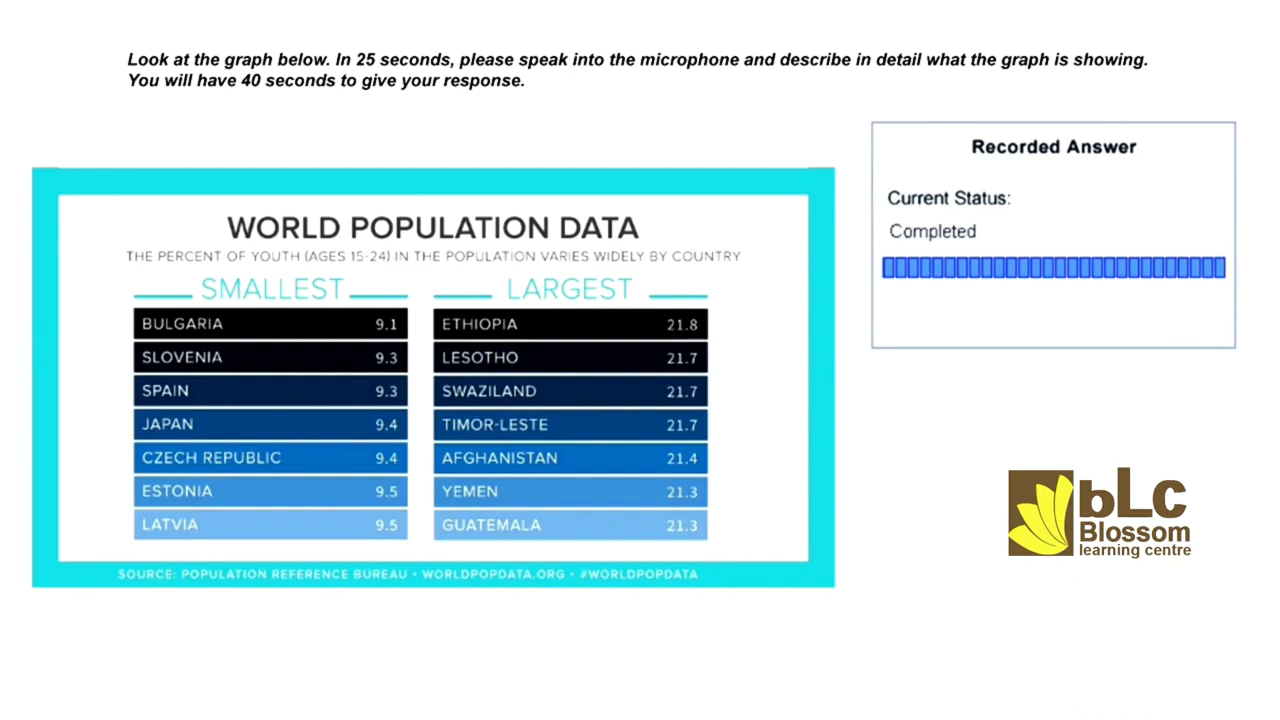 Look at the graph below. In 25 seconds, please speak into the microphone and describe in detail what the graph is showing.
You will have 40 seconds to give your response.
Recorded Answer
Current Status:
Completed
WORLD POPULATION DATA
THE PERCENT OF YOUTH (AGES 15-24) IN THE POPULATION VARIES WIDELY BY COUNTRY
SMALLEST
BULGARIA 9.1
SLOVENIA 9.3
SPAIN 9.3
JAPAN 9.4
CZECH REPUBLIC 9.4
ESTONIA 9.5
LATVIA 9.5
LARGEST
ETHIOPIA 21.8
LESOTHO 21.7
SWAZILAND 21.7
TIMOR-LESTE 21.7
AFGHANISTAN 21.4
YEMEN 21.3
GUATEMALA 21.3
SOURCE: POPULATION REFERENCE BUREAU • WORLDPOPDATA.ORG • #WORLDPOPDATA
bLc
Blossom
learning centre